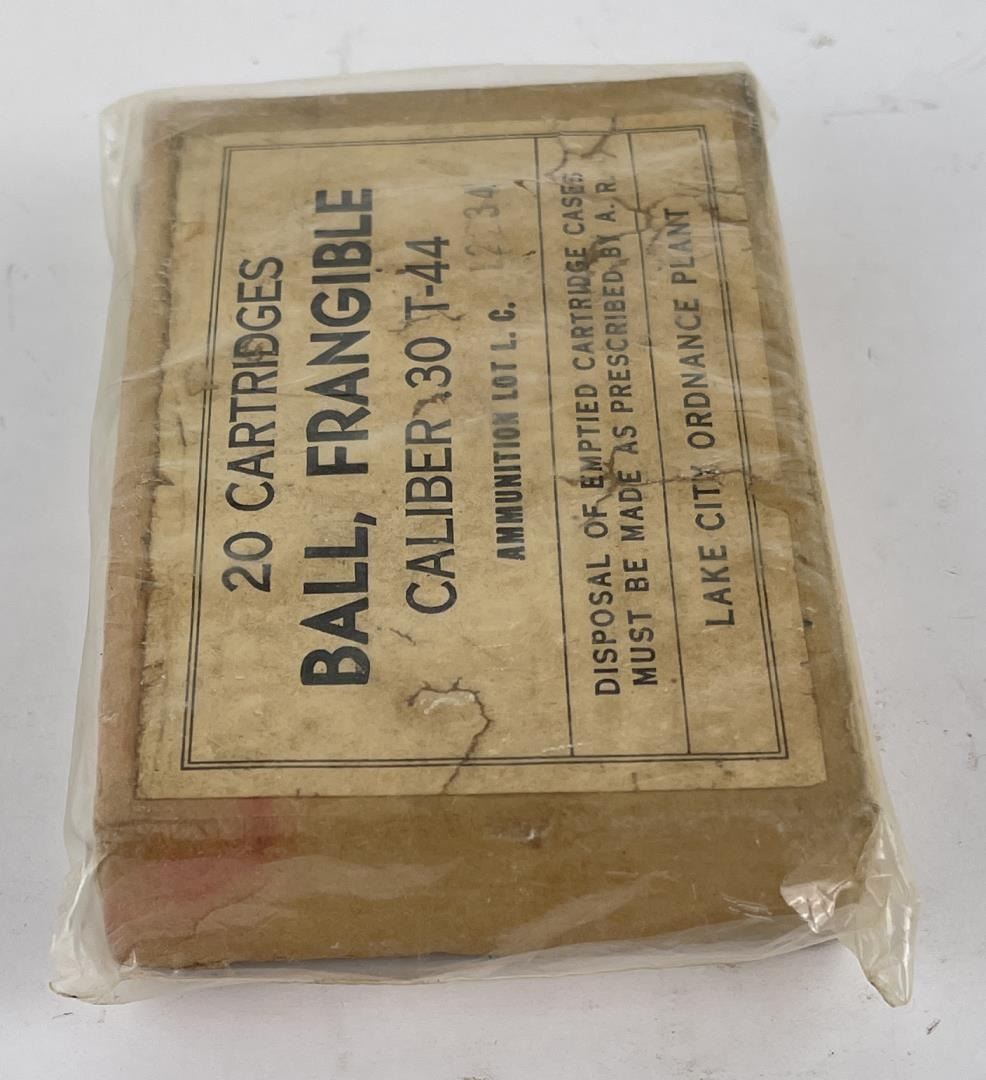 20 CARTRIDGES
BALL, FRANGIBLE
CALIBER .30 T-44
AMMUNITION LOT L. C.
DISPOSAL OF EMPTIED CARTRIDGE CASES
MUST BE MADE AS PRESCRIBED BY A. R.
LAKE CITY ORDNANCE PLANT